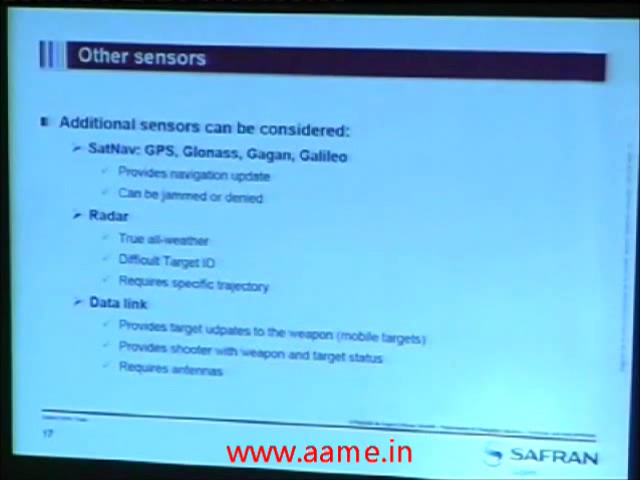 Other sensors
Additional sensors can be considered:
SatNav: GPS, Glonass, Gagan, Galileo
Provides navigation update
Can be jammed or denied
Radar
True all-weather
Difficult Target ID
Requires specific trajectory
Data link
Provides target udpates to the weapon (mobile targets)
Provides shooter with weapon and target status
Requires antennas
17
www.aame.in
SAFRAN